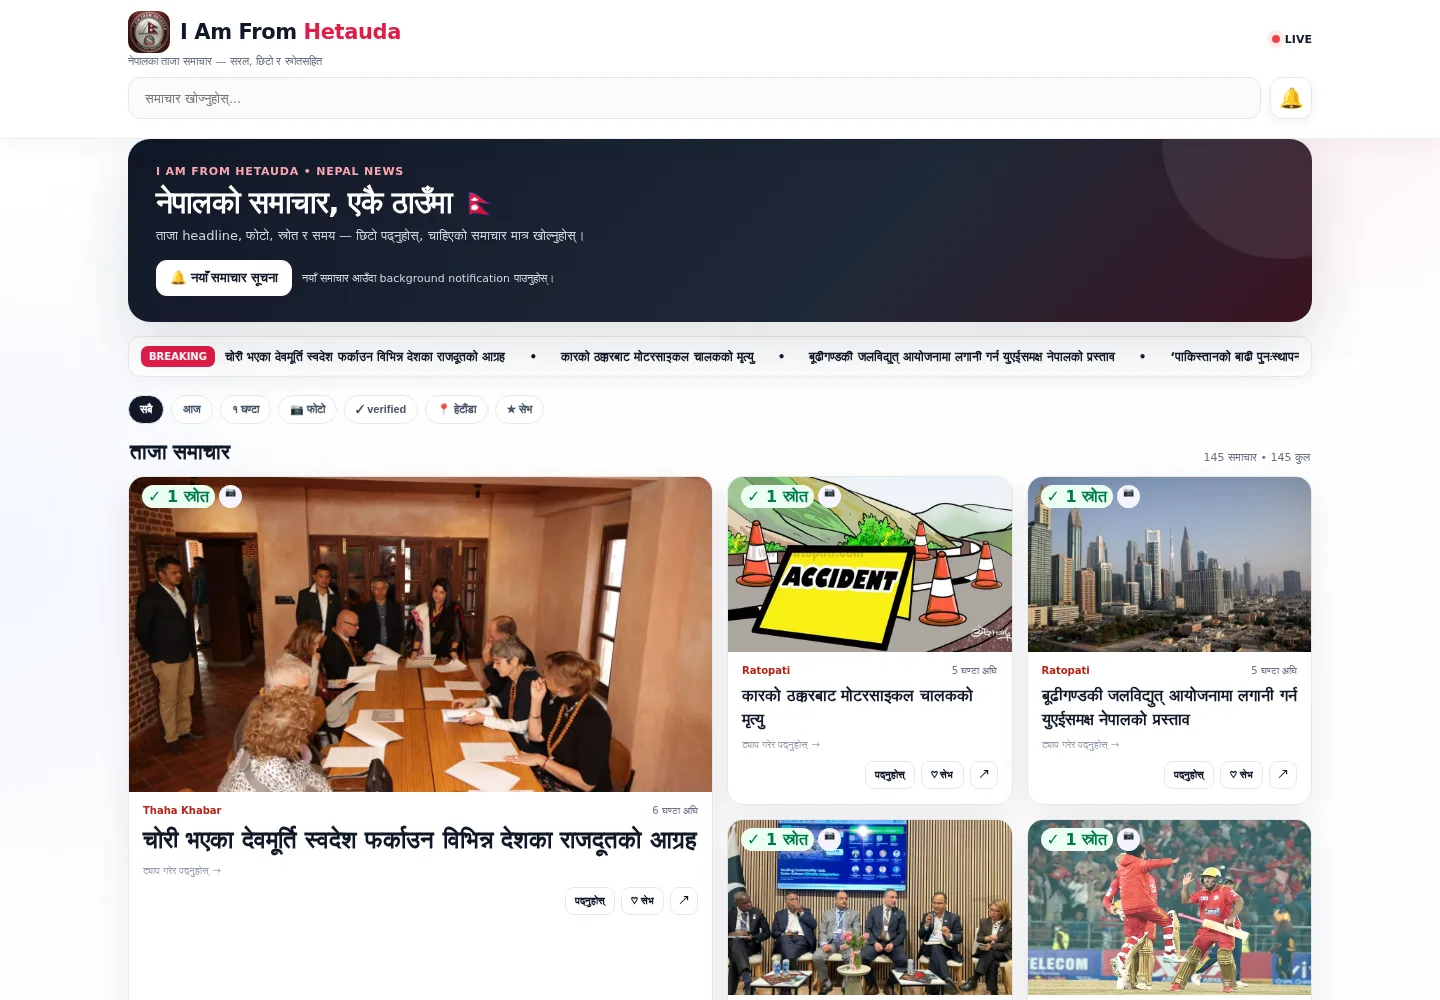 I Am From Hetauda
नेपालका ताजा समाचार — सरल, छिटो र स्रोतसहित
LIVE
समाचार खोज्नुहोस्...
🔔
I AM FROM HETAUDA • NEPAL NEWS
नेपालको समाचार, एकै ठाउँमा 🇳🇵
ताजा headline, फोटो, स्रोत र समय — छिटो पढ्नुहोस्, चाहिएको समाचार मात्र खोल्नुहोस् ।
🔔 नयाँ समाचार सूचना
नयाँ समाचार आउँदा background notification पाउनुहोस् ।
BREAKING
चोरी भएका देवमूर्ति स्वदेश फर्काउन विभिन्न देशका राजदूतको आग्रह • कारको ठक्करबाट मोटरसाइकल चालकको मृत्यु • बूढीगण्डकी जलविद्युत् आयोजनामा लगानी गर्न युएईसमक्ष नेपालको प्रस्ताव • ‘पाकिस्तानको बाढी पुनःस्थापन
सबै
आज
१ घण्टा
📷 फोटो
✓ verified
📍 हेटौंडा
★ सेभ
ताजा समाचार
145 समाचार • 145 कुल
✓ 1 स्रोत
Thaha Khabar
6 घण्टा अघि
चोरी भएका देवमूर्ति स्वदेश फर्काउन विभिन्न देशका राजदूतको आग्रह
ट्याप गरेर पढ्नुहोस् →
पढ्नुहोस्
♡ सेभ
↗
✓ 1 स्रोत
ACCIDENT
Ratopati
5 घण्टा अघि
कारको ठक्करबाट मोटरसाइकल चालकको
मृत्यु
ट्याप गरेर पढ्नुहोस् →
पढ्नुहोस्
♡ सेभ
↗
✓ 1 स्रोत
Ratopati
5 घण्टा अघि
बूढीगण्डकी जलविद्युत् आयोजनामा लगानी गर्न
युएईसमक्ष नेपालको प्रस्ताव
ट्याप गरेर पढ्नुहोस् →
पढ्नुहोस्
♡ सेभ
↗
✓ 1 स्रोत
✓ 1 स्रोत
TELECOM